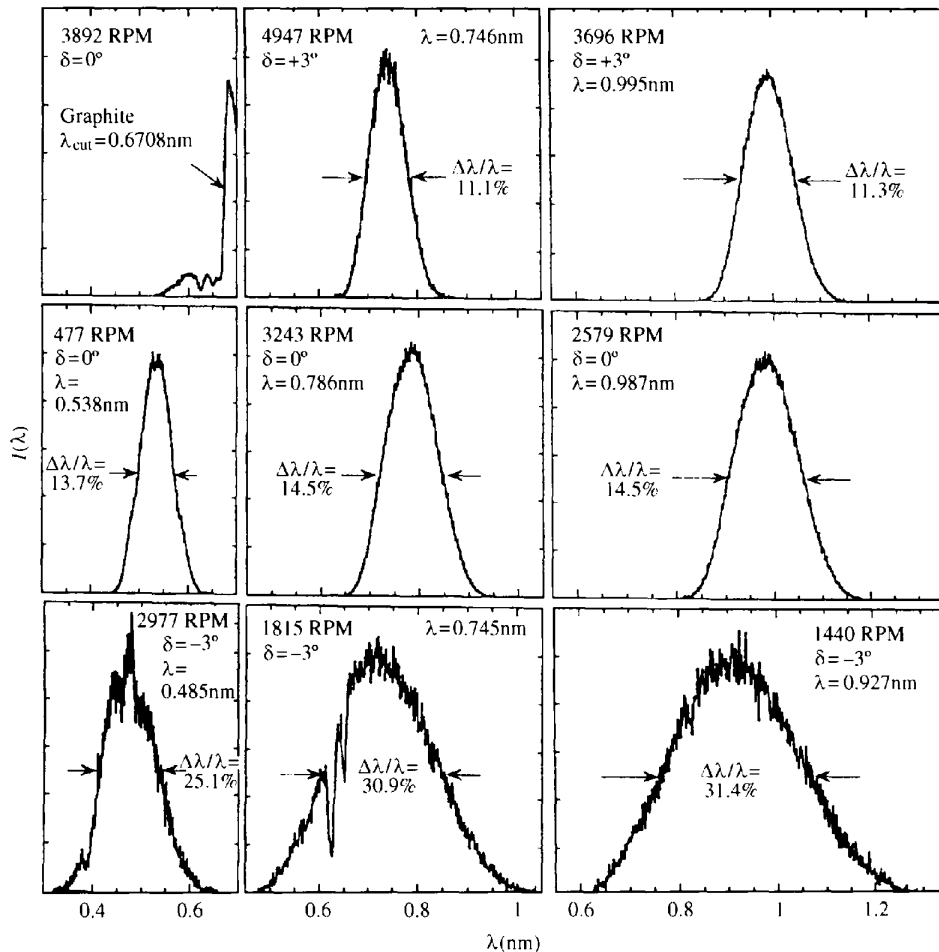 3892 RPM
δ=0°
Graphite
λcut=0.6708nm
4947 RPM
δ=+3°
λ=0.746nm
Δλ/λ=
11.1%
3696 RPM
δ=+3°
λ=0.995nm
Δλ/λ=
11.3%
477 RPM
δ=0°
λ=
0.538nm
Δλ/λ=
13.7%
3243 RPM
δ=0°
λ=0.786nm
Δλ/λ=
14.5%
2579 RPM
δ=0°
λ=0.987nm
Δλ/λ=
14.5%
I(λ)
2977 RPM
δ=−3°
λ=
0.485nm
Δλ/λ=
25.1%
1815 RPM
δ=−3°
λ=0.745nm
Δλ/λ=
30.9%
1440 RPM
δ=−3°
λ=0.927nm
Δλ/λ=
31.4%
0.4 0.6 0.6 0.8 1 0.6 0.8 1 1.2
λ(nm)